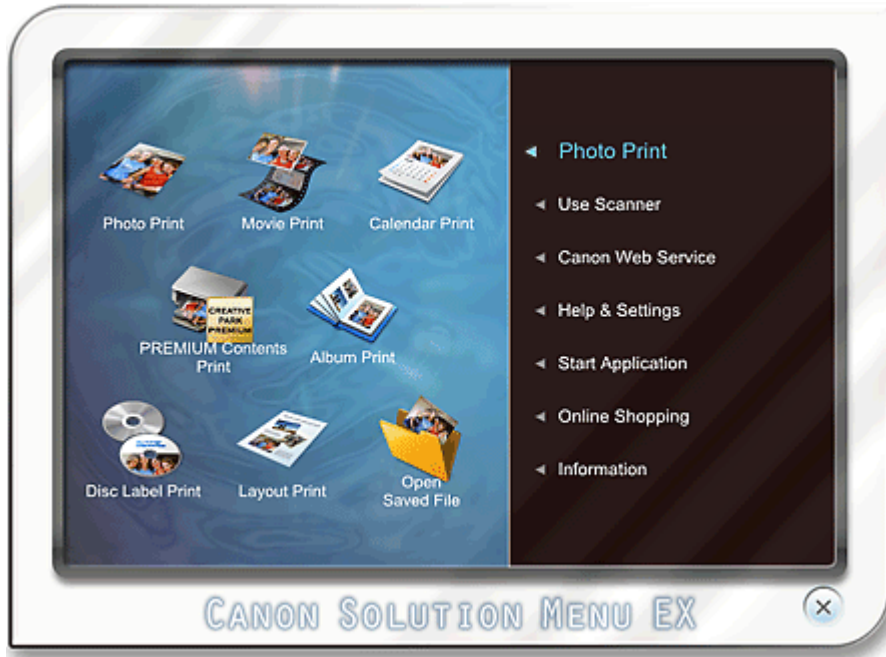 Photo Print
Movie Print
Calendar Print
CREATIVE
PARK
PREMIUM
PREMIUM Contents
Print
Album Print
Disc Label Print
Layout Print
Open
Saved File
Photo Print
Use Scanner
Canon Web Service
Help & Settings
Start Application
Online Shopping
Information
CANON SOLUTION MENU EX